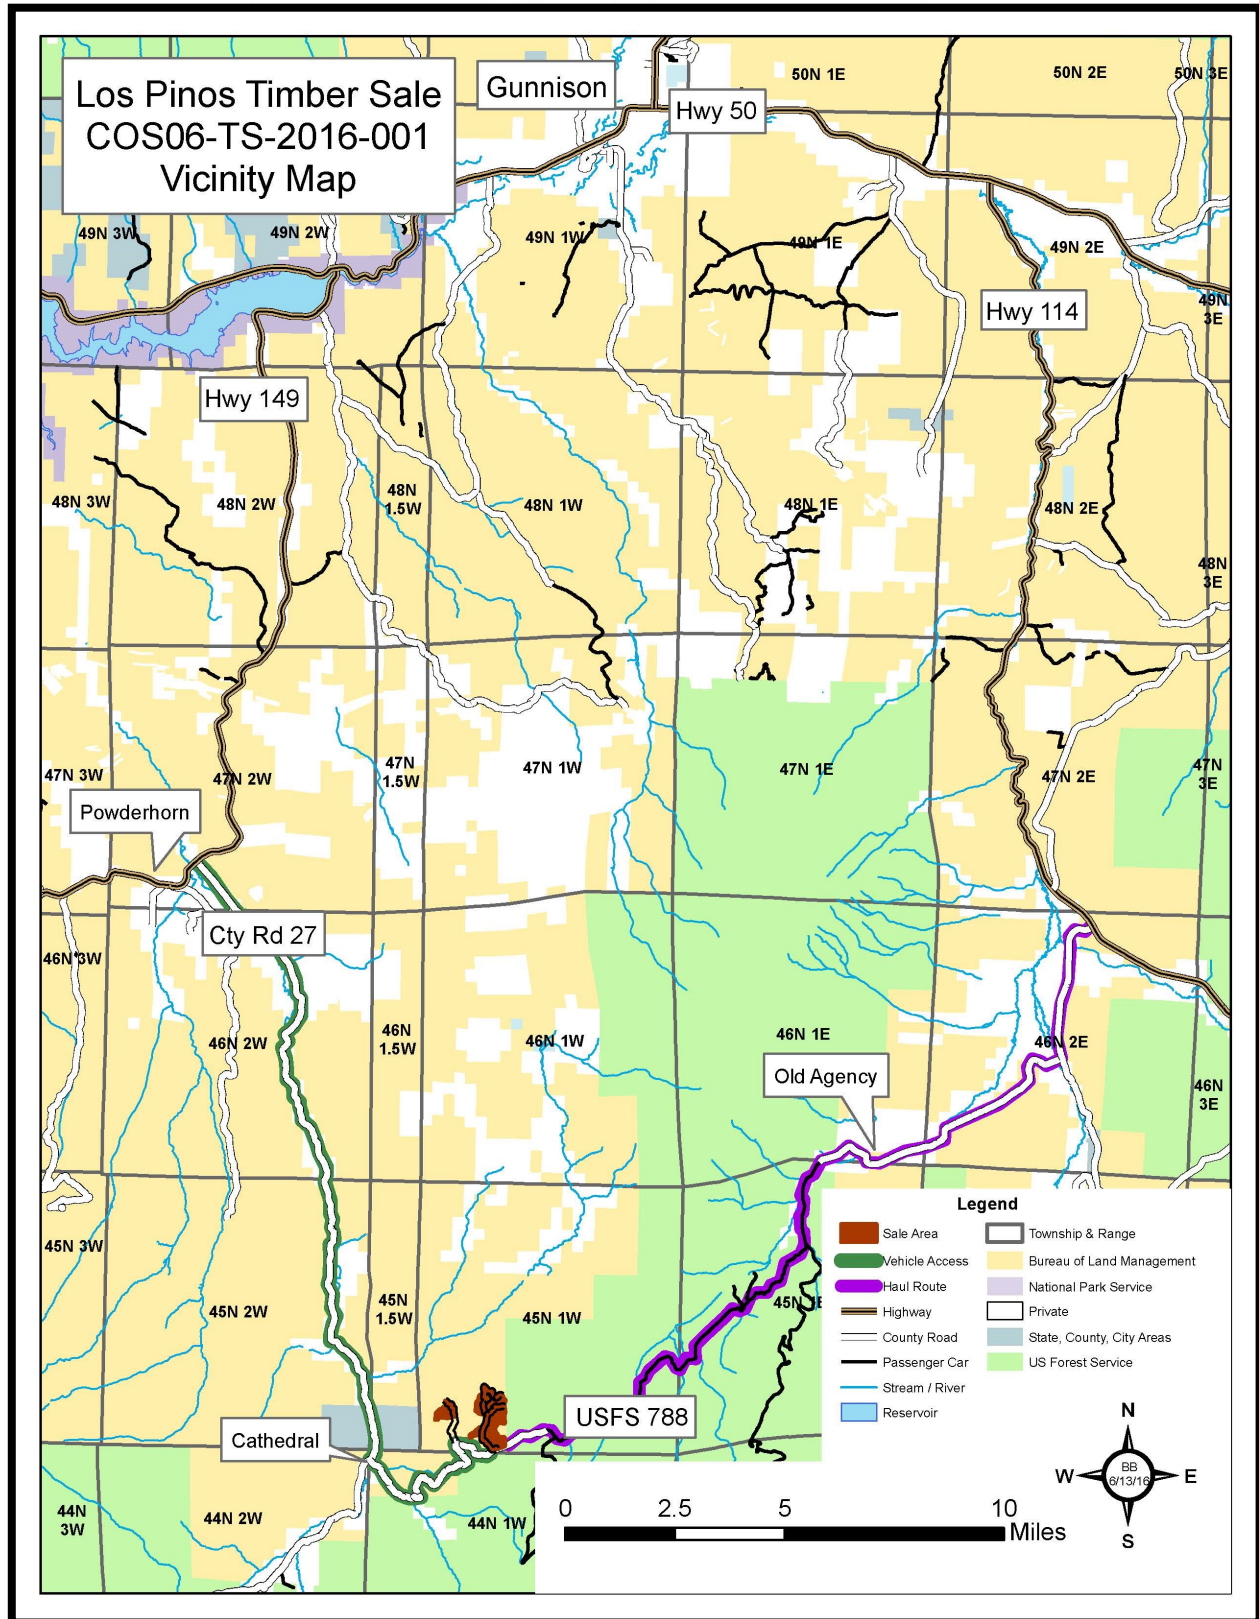 Los Pinos Timber Sale
COS06-TS-2016-001
Vicinity Map
Gunnison
Hwy 50
50N 1E
50N 2E
50N 3E
49N 3W
49N 2W
49N 1W
49N 1E
49N 2E
49N
3E
Hwy 114
Hwy 149
48N 3W
48N 2W
48N
1.5W
48N 1W
48N 1E
48N 2E
48N
3E
47N 3W
47N 2W
47N
1.5W
47N 1W
47N 1E
47N 2E
47N
3E
Powderhorn
Cty Rd 27
46N 3W
46N 2W
46N
1.5W
46N 1W
46N 1E
46N 2E
46N
3E
Old Agency
45N 3W
45N 2W
45N
1.5W
45N 1W
45N 1E
USFS 788
Cathedral
44N
3W
44N 2W
44N 1W
Legend
Sale Area
Vehicle Access
Haul Route
Highway
County Road
Passenger Car
Stream / River
Reservoir
Township & Range
Bureau of Land Management
National Park Service
Private
State, County, City Areas
US Forest Service
N
W
BB
6/13/16
E
S
0
2.5
5
10
Miles